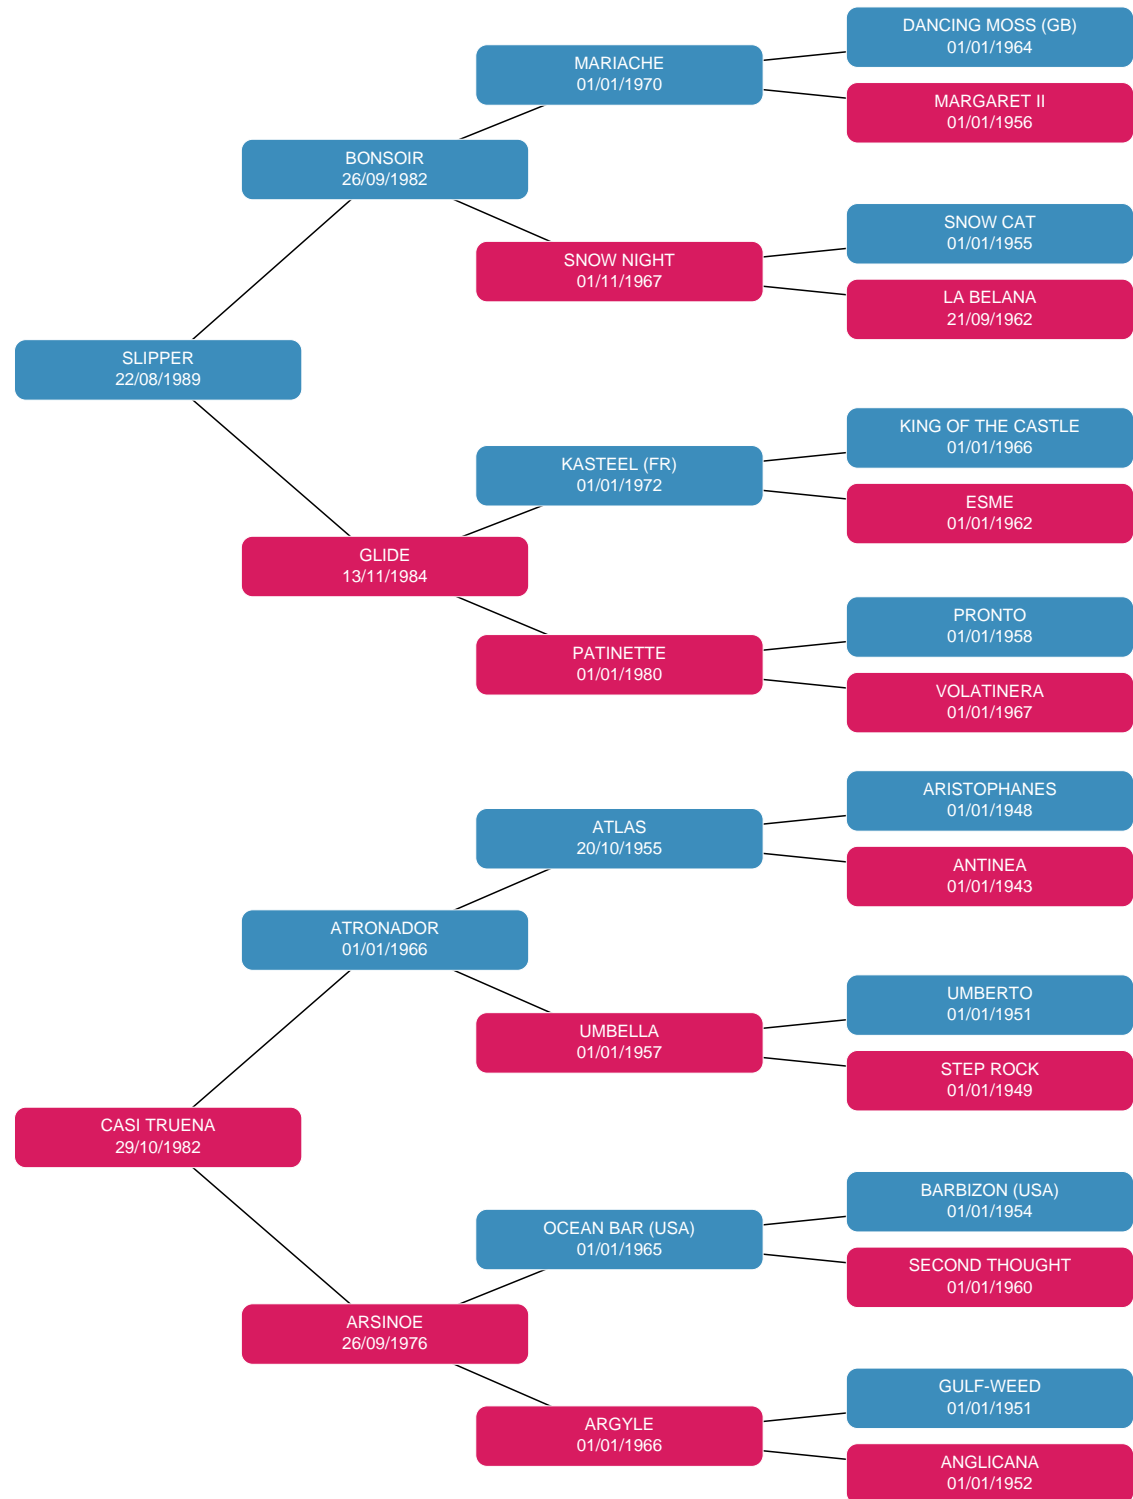 DANCING MOSS (GB)
01/01/1964
MARIACHE
01/01/1970
MARGARET II
01/01/1956
BONSOIR
26/09/1982
SNOW CAT
01/01/1955
SNOW NIGHT
01/11/1967
LA BELANA
21/09/1962
SLIPPER
22/08/1989
KING OF THE CASTLE
01/01/1966
KASTEEL (FR)
01/01/1972
ESME
01/01/1962
GLIDE
13/11/1984
PRONTO
01/01/1958
PATINETTE
01/01/1980
VOLATINERA
01/01/1967
ARISTOPHANES
01/01/1948
ATLAS
20/10/1955
ANTINEA
01/01/1943
ATRONADOR
01/01/1966
UMBERTO
01/01/1951
UMBELLA
01/01/1957
STEP ROCK
01/01/1949
CASI TRUENA
29/10/1982
BARBIZON (USA)
01/01/1954
OCEAN BAR (USA)
01/01/1965
SECOND THOUGHT
01/01/1960
ARSINOE
26/09/1976
GULF-WEED
01/01/1951
ARGYLE
01/01/1966
ANGLICANA
01/01/1952